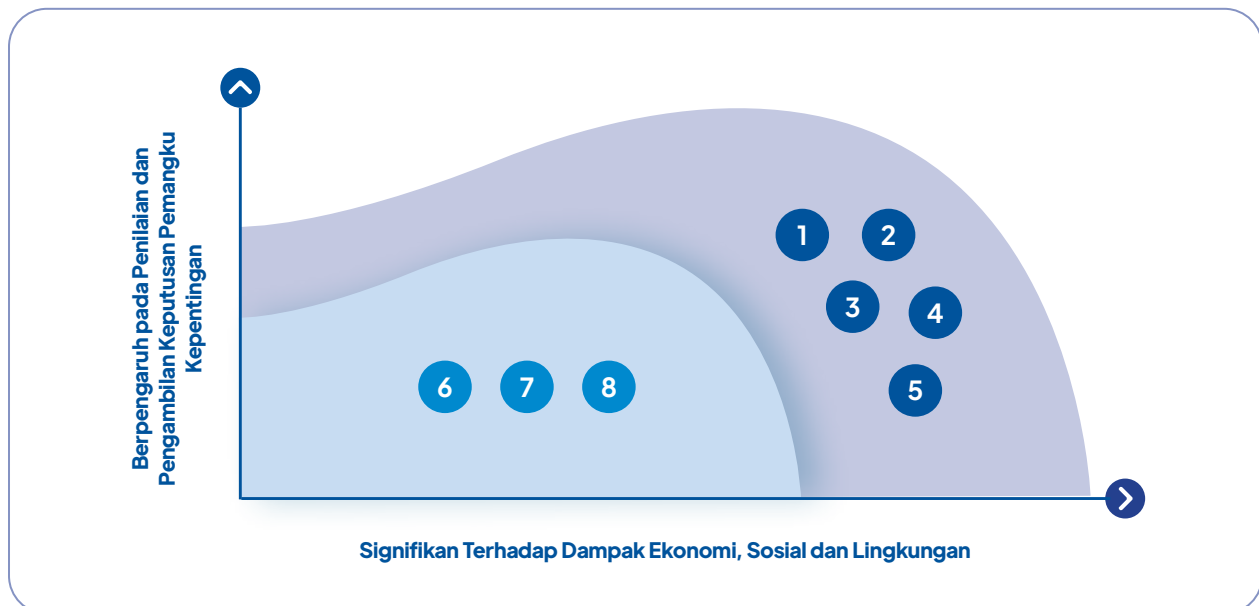 Berpengaruh pada Penilaian dan
Pengambilan Keputusan Pemangku
Kepentingan
1
2
3
4
5
6
7
8
Signifikan Terhadap Dampak Ekonomi, Sosial dan Lingkungan